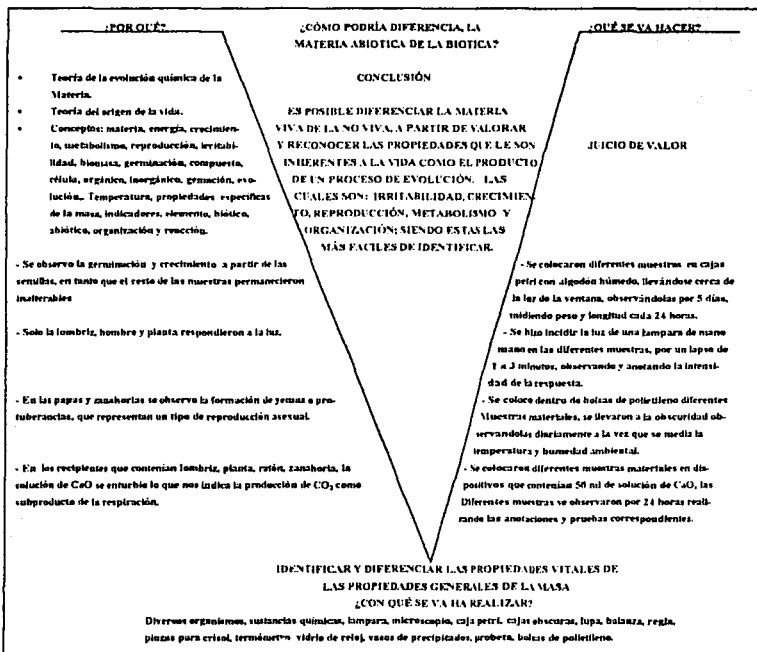 ¿POR QUÉ?
• Teoría de la evolución química de la
Materia.
• Teoría del origen de la vida.
• Conceptos: materia, energía, crecimien-
to, metabolismo, reproducción, irritabi-
lidad, biomasa, germinación, compuesto,
célula, orgánico, inorgánico, gemación, evo-
lución,. Temperatura, propiedades específicas
de la masa, indicadores, elemento, biótico,
abiótico, organización y reacción.
- Se observo la germinación y crecimiento a partir de las
semillas, en tanto que el resto de las muestras permanecieron
inalterables
- Solo la lombriz, hombre y planta respondieron a la luz.
- En las papas y zanahorias se observo la formación de yemas o pro-
tuberancias, que representan un tipo de reproducción asexual.
- En los recipientes que contenían lombriz, planta, ratón, zanahoria, la
solución de CaO se enturbio lo que nos indica la producción de CO₂ como
subproducto de la respiración.
¿CÓMO PODRÍA DIFERENCIA, LA
MATERIA ABIOTICA DE LA BIOTICA?
CONCLUSIÓN
ES POSIBLE DIFERENCIAR LA MATERIA
VIVA DE LA NO VIVA, A PARTIR DE VALORAR
Y RECONOCER LAS PROPIEDADES QUE LE SON
INHERENTES A LA VIDA COMO EL PRODUCTO
DE UN PROCESO DE EVOLUCIÓN. LAS
CUALES SON: IRRITABILIDAD, CRECIMIEN
TO, REPRODUCCIÓN, METABOLISMO Y
ORGANIZACIÓN; SIENDO ESTAS LAS
MÁS FACILES DE IDENTIFICAR.
¿QUÉ SE VA HACER?
JUICIO DE VALOR
- Se colocaron diferentes muestras en cajas
petri con algodón húmedo, llevándose cerca de
la luz de la ventana, observándolas por 5 días,
midiendo peso y longitud cada 24 horas.
- Se hizo incidir la luz de una lampara de mano
mano en las diferentes muestras, por un lapso de
1 a 3 minutos, observando y anotando la intensi-
dad de la respuesta.
- Se coloco dentro de bolsas de polietileno diferentes
Muestras materiales, se llevaron a la obscuridad ob-
servandolas diariamente a la vez que se media la
temperatura y humedad ambiental.
- Se colocaron diferentes muestras materiales en dis-
positivos que contenían 50 ml de solución de CaO, las
Diferentes muestras se observaron por 24 horas reali-
zando las anotaciones y pruebas correspondientes.
IDENTIFICAR Y DIFERENCIAR LAS PROPIEDADES VITALES DE
LAS PROPIEDADES GENERALES DE LA MASA
¿CON QUÉ SE VA HA REALIZAR?
Diversos organismos, sustancias químicas, lampara, microscopio, caja petri, cajas obscuras, lupa, balanza, regla,
pinzas para crisol, termómetro vidrio de reloj, vasos de precipitados, probeta, bolsas de polietileno.